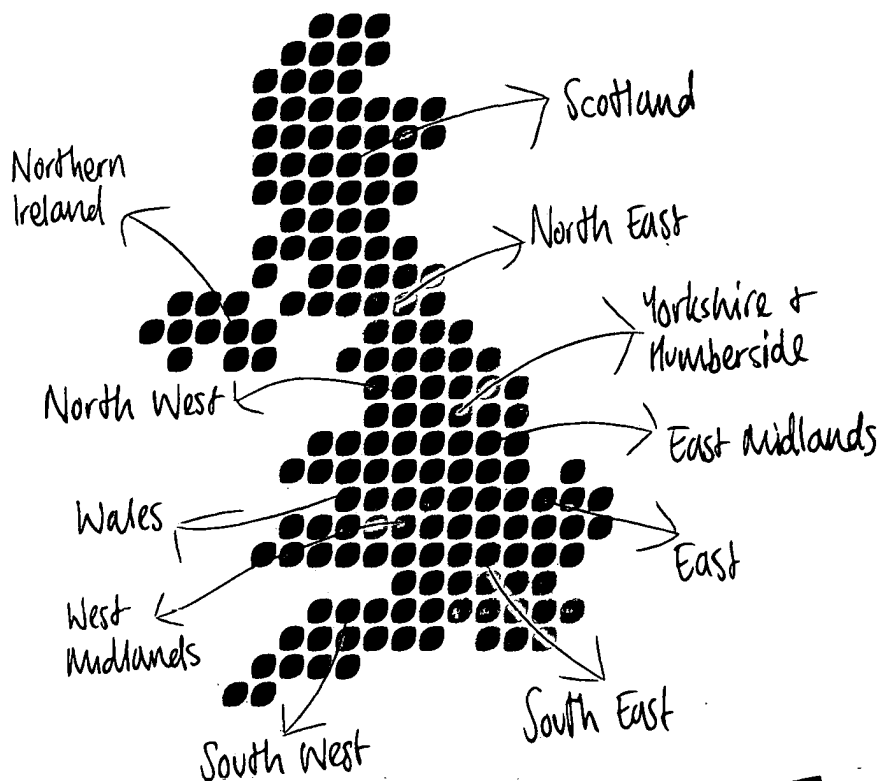 Scotland
Northern
Ireland
North East
Yorkshire &
Humberside
North West
East Midlands
Wales
East
West
Midlands
South East
South West